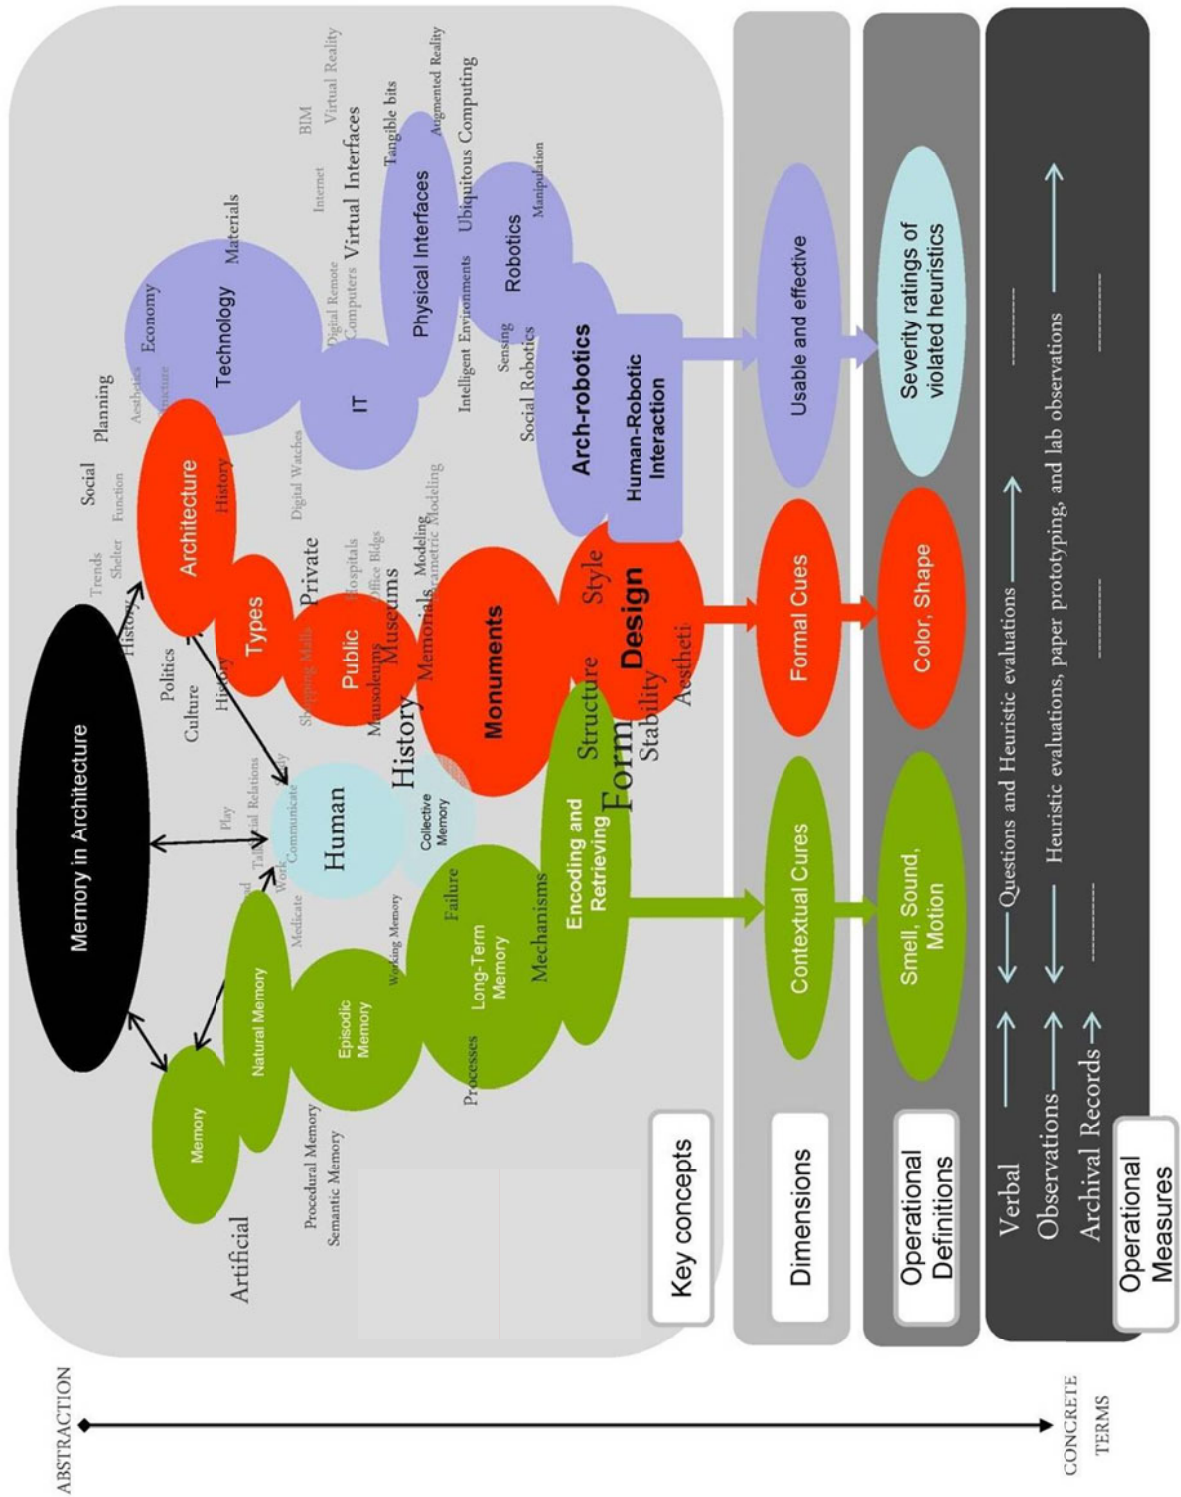 ABSTRACTION
CONCRETE
TERMS
Memory in Architecture
Memory
Artificial
Natural Memory
Procedural Memory
Semantic Memory
Episodic
Memory
Working Memory
Long-Term
Memory
Processes
Failure
Mechanisms
Encoding and
Retrieving
Human
Play
Communicate
Work
Medicate
Collective
Memory
History
Politics
Culture
History
Trends
Shelter
Social
Function
Planning
Aesthetics
Architecture
History
History
Types
Private
Public
Shopping Malls
Hospitals
Office Bldgs
Museums
Mausoleums
Memorials
Modeling
Parametric Modeling
Monuments
Style
Structure
Design
Form
Stability
Economy
Technology
Materials
IT
Digital Watches
Digital Remote
Computers
Internet
BIM
Virtual Reality
Virtual Interfaces
Tangible bits
Augmented Reality
Physical Interfaces
Ubiquitous Computing
Intelligent Environments
Robotics
Manipulation
Sensing
Social Robotics
Arch-robotics
Human-Robotic
Interaction
Key concepts
Dimensions
Contextual Cures
Formal Cues
Usable and effective
Operational
Definitions
Smell, Sound,
Motion
Color, Shape
Severity ratings of
violated heuristics
Verbal
Questions and Heuristic evaluations
Observations
Heuristic evaluations, paper prototyping, and lab observations
Archival Records
Operational
Measures